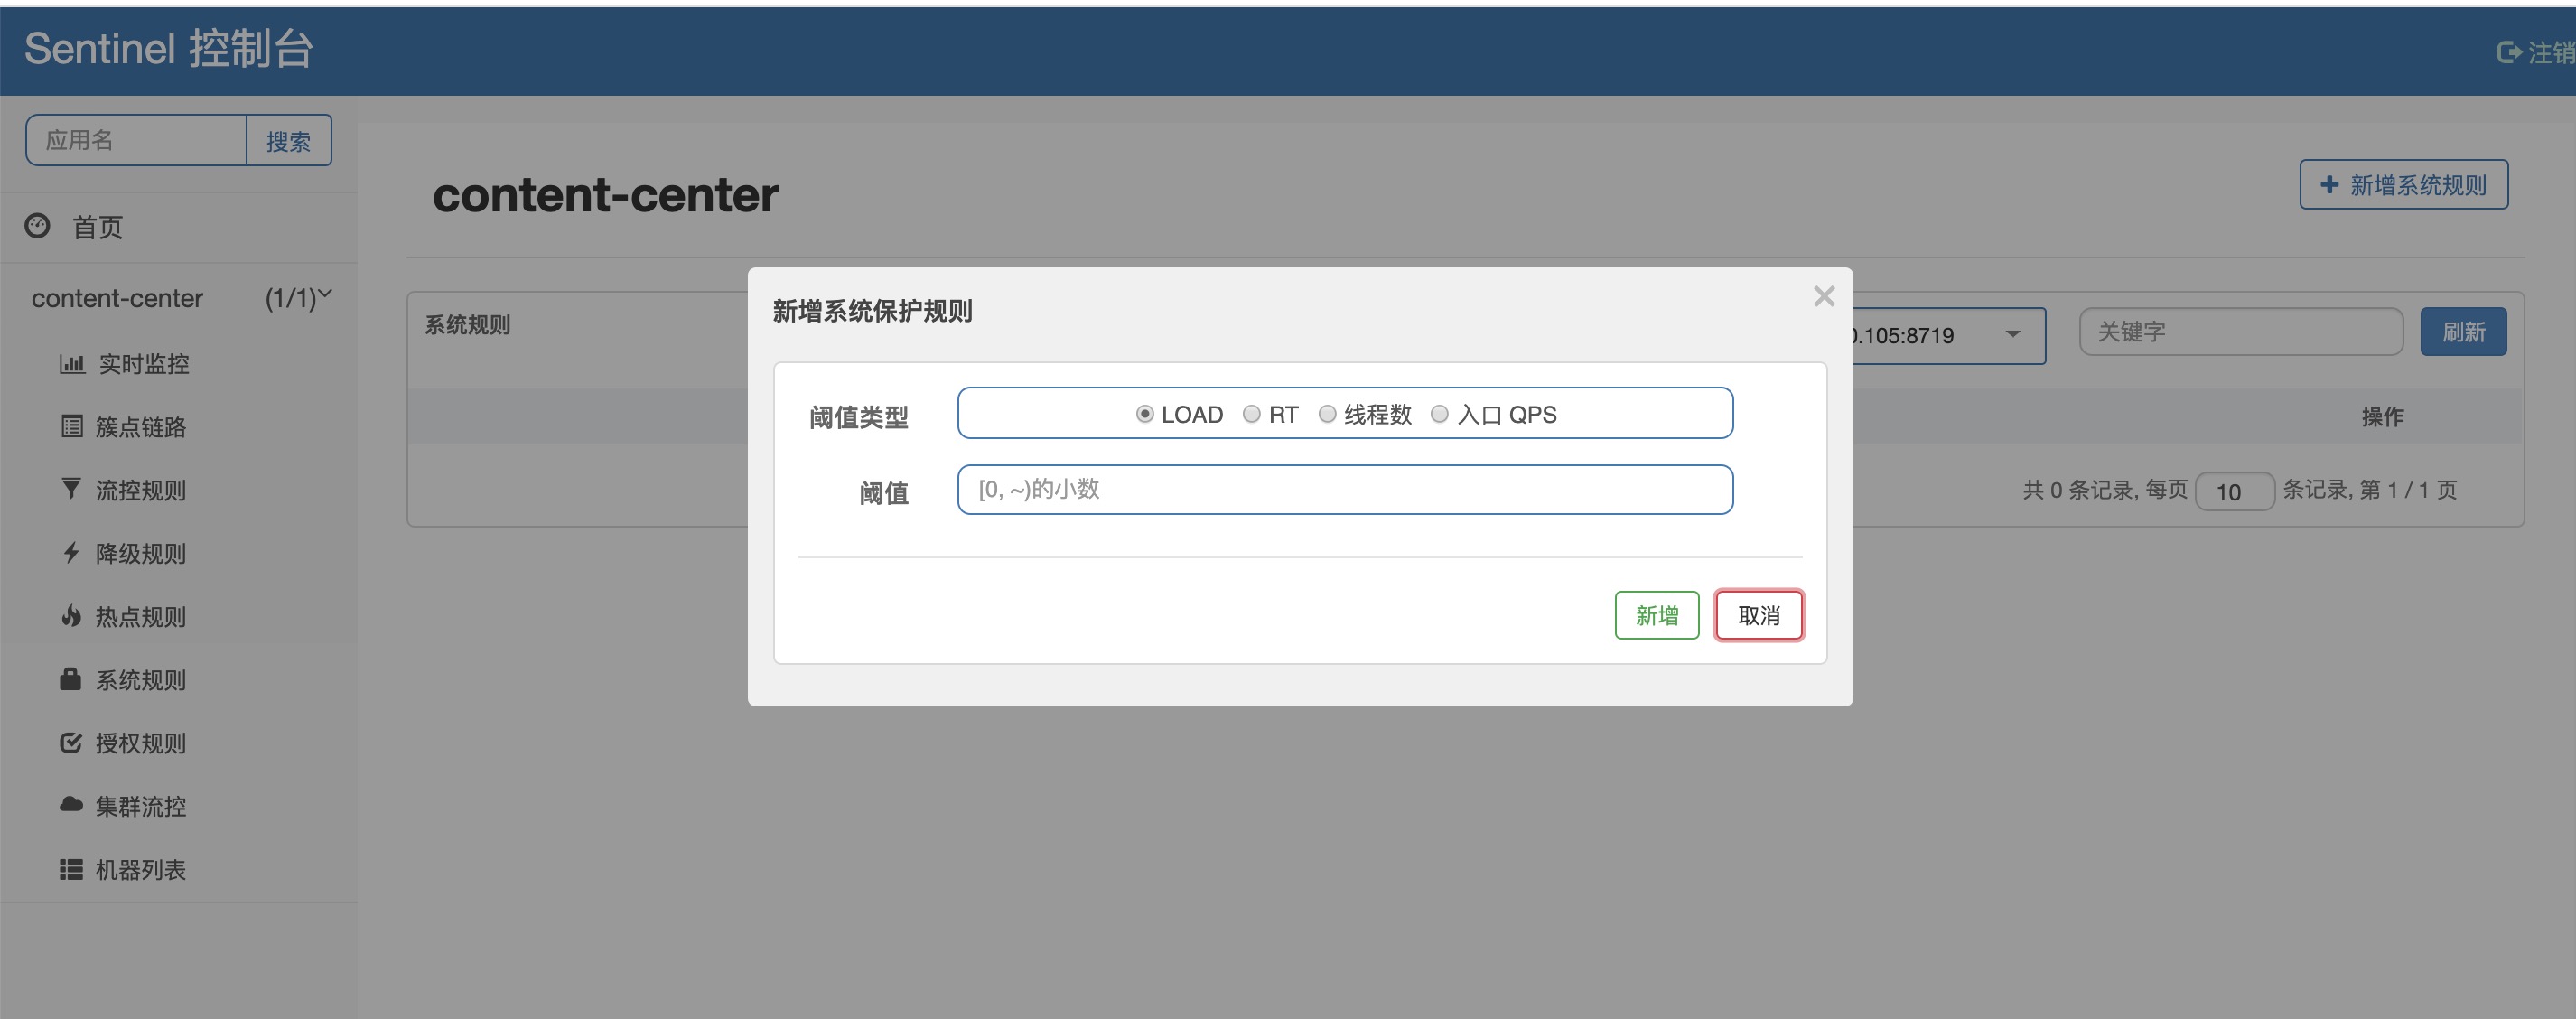 Sentinel 控制台
注销
应用名
搜索
首页
content-center (1/1)
实时监控
簇点链路
流控规则
降级规则
热点规则
系统规则
授权规则
集群流控
机器列表
content-center
新增系统规则
系统规则
0.105:8719
关键字
刷新
操作
共 0 条记录, 每页 10 条记录, 第 1 / 1 页
新增系统保护规则
阈值类型
LOAD RT 线程数 入口 QPS
阈值
[0, ~)的小数
新增
取消